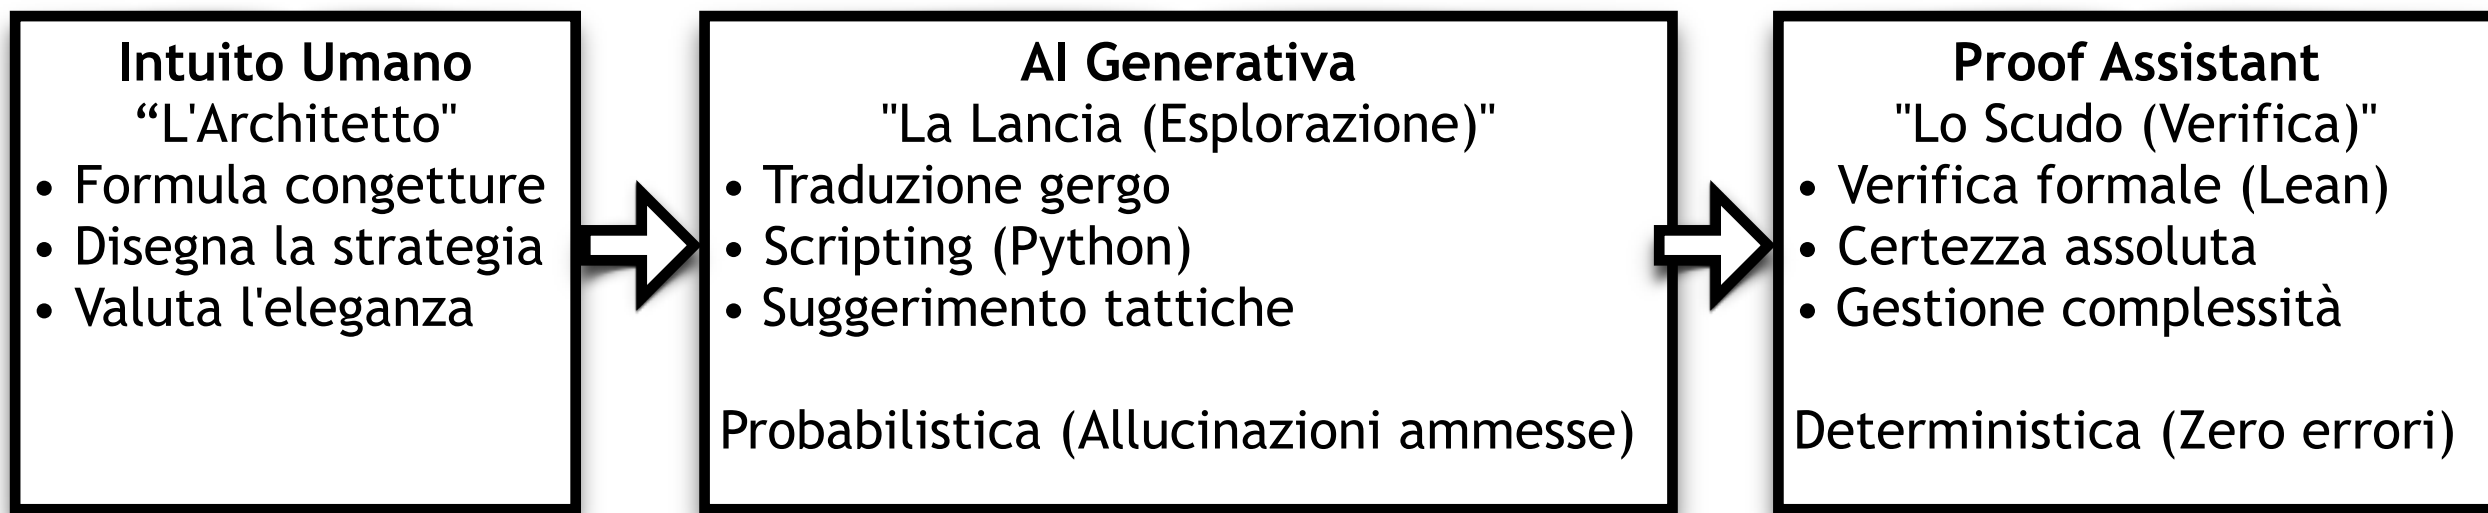 Intuito Umano
“L'Architetto"
• Formula congetture
• Disegna la strategia
• Valuta l'eleganza
AI Generativa
"La Lancia (Esplorazione)"
• Traduzione gergo
• Scripting (Python)
• Suggerimento tattiche
Probabilistica (Allucinazioni ammesse)
Proof Assistant
"Lo Scudo (Verifica)"
• Verifica formale (Lean)
• Certezza assoluta
• Gestione complessità
Deterministica (Zero errori)